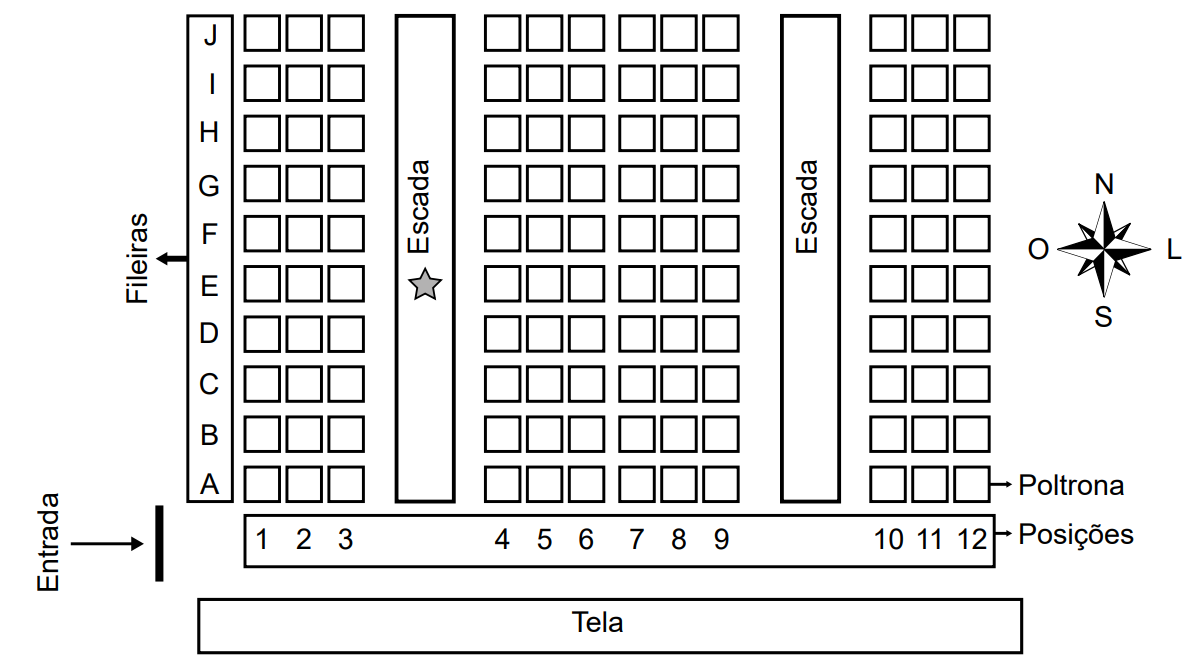 J
I
H
G
F
E
D
C
B
A
Fileiras
Escada
Escada
N
O L
S
Entrada
Poltrona
1 2 3 4 5 6 7 8 9 10 11 12
Posições
Tela